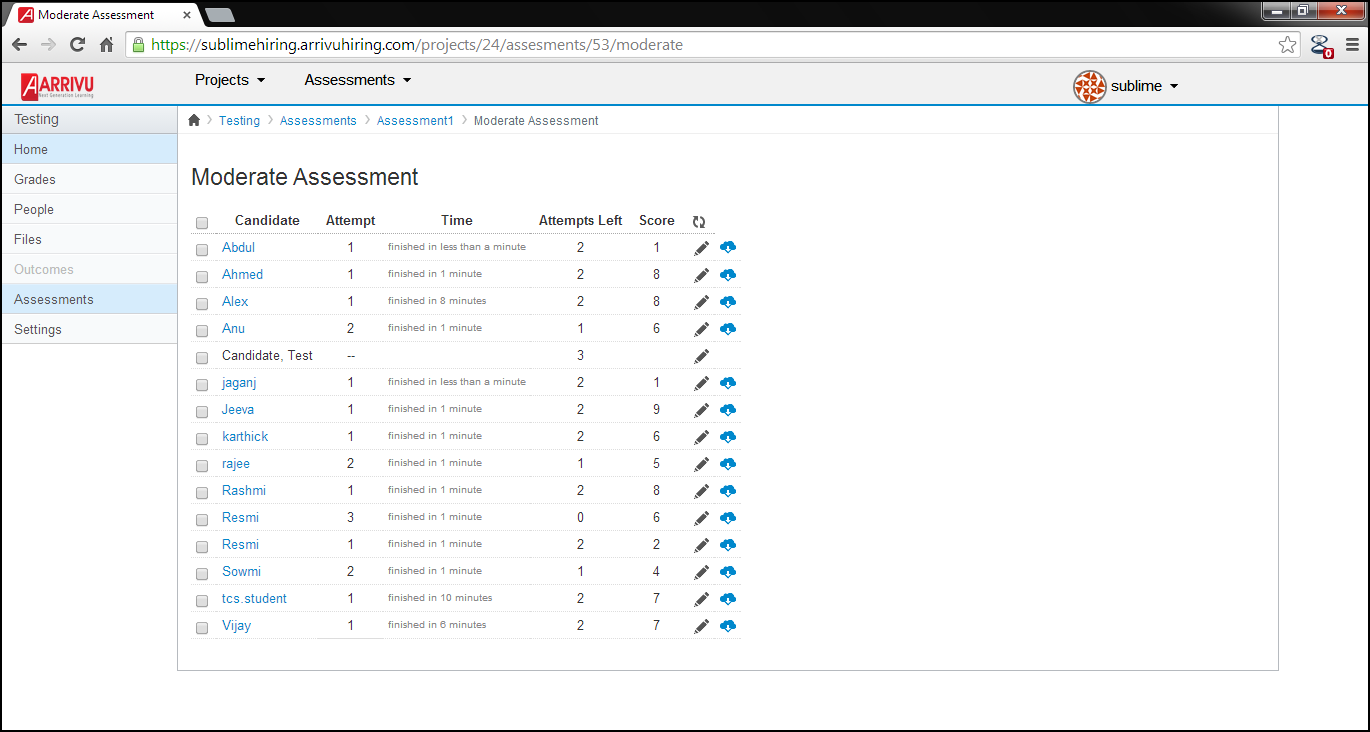 Moderate Assessment
https://sublimehiring.arrivuhiring.com/projects/24/assesments/53/moderate
0
ARRIVU
Next Generation Learning
Projects Assessments sublime
Testing
Home
Grades
People
Files
Outcomes
Assessments
Settings
Testing Assessments Assessment1 Moderate Assessment
Moderate Assessment
Candidate Attempt Time Attempts Left Score
Abdul 1 finished in less than a minute 2 1
Ahmed 1 finished in 1 minute 2 8
Alex 1 finished in 8 minutes 2 8
Anu 2 finished in 1 minute 1 6
Candidate, Test -- 3
jaganj 1 finished in less than a minute 2 1
Jeeva 1 finished in 1 minute 2 9
karthick 1 finished in 1 minute 2 6
rajee 2 finished in 1 minute 1 5
Rashmi 1 finished in 1 minute 2 8
Resmi 3 finished in 1 minute 0 6
Resmi 1 finished in 1 minute 2 2
Sowmi 2 finished in 1 minute 1 4
tcs.student 1 finished in 10 minutes 2 7
Vijay 1 finished in 6 minutes 2 7